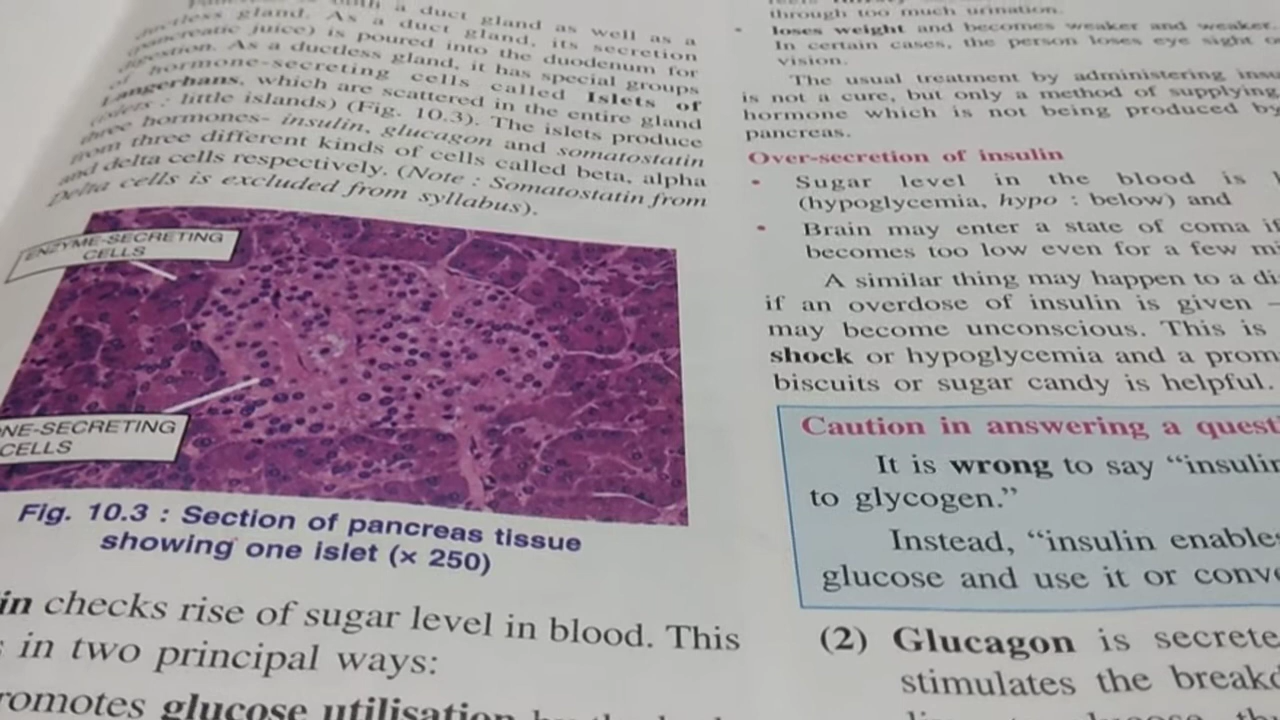 a duct gland as well as a
ductless gland. As a duct gland, its secretion
(pancreatic juice) is poured into the duodenum for
digestion. As a ductless gland, it has special groups
of hormone-secreting cells called Islets of
Langerhans, which are scattered in the entire gland
(islets : little islands) (Fig. 10.3). The islets produce
three hormones- insulin, glucagon and somatostatin
from three different kinds of cells called beta, alpha
and delta cells respectively. (Note : Somatostatin from
Delta cells is excluded from syllabus).
ENZYME-SECRETING
CELLS
NE-SECRETING
CELLS
Fig. 10.3 : Section of pancreas tissue
showing one islet (× 250)
in checks rise of sugar level in blood. This
in two principal ways:
romotes glucose utilisation
through too much urination.
• loses weight and becomes weaker and weaker.
In certain cases, the person loses eye sight o
vision.
The usual treatment by administering insu
is not a cure, but only a method of supplying
hormone which is not being produced by
pancreas.
Over-secretion of insulin
• Sugar level in the blood is
(hypoglycemia, hypo : below) and
• Brain may enter a state of coma if
becomes too low even for a few mi
A similar thing may happen to a di
if an overdose of insulin is given –
may become unconscious. This is
shock or hypoglycemia and a prom
biscuits or sugar candy is helpful.
Caution in answering a quest
It is wrong to say “insulin
to glycogen.”
Instead, “insulin enables
glucose and use it or conve
(2) Glucagon is secrete
stimulates the breakd